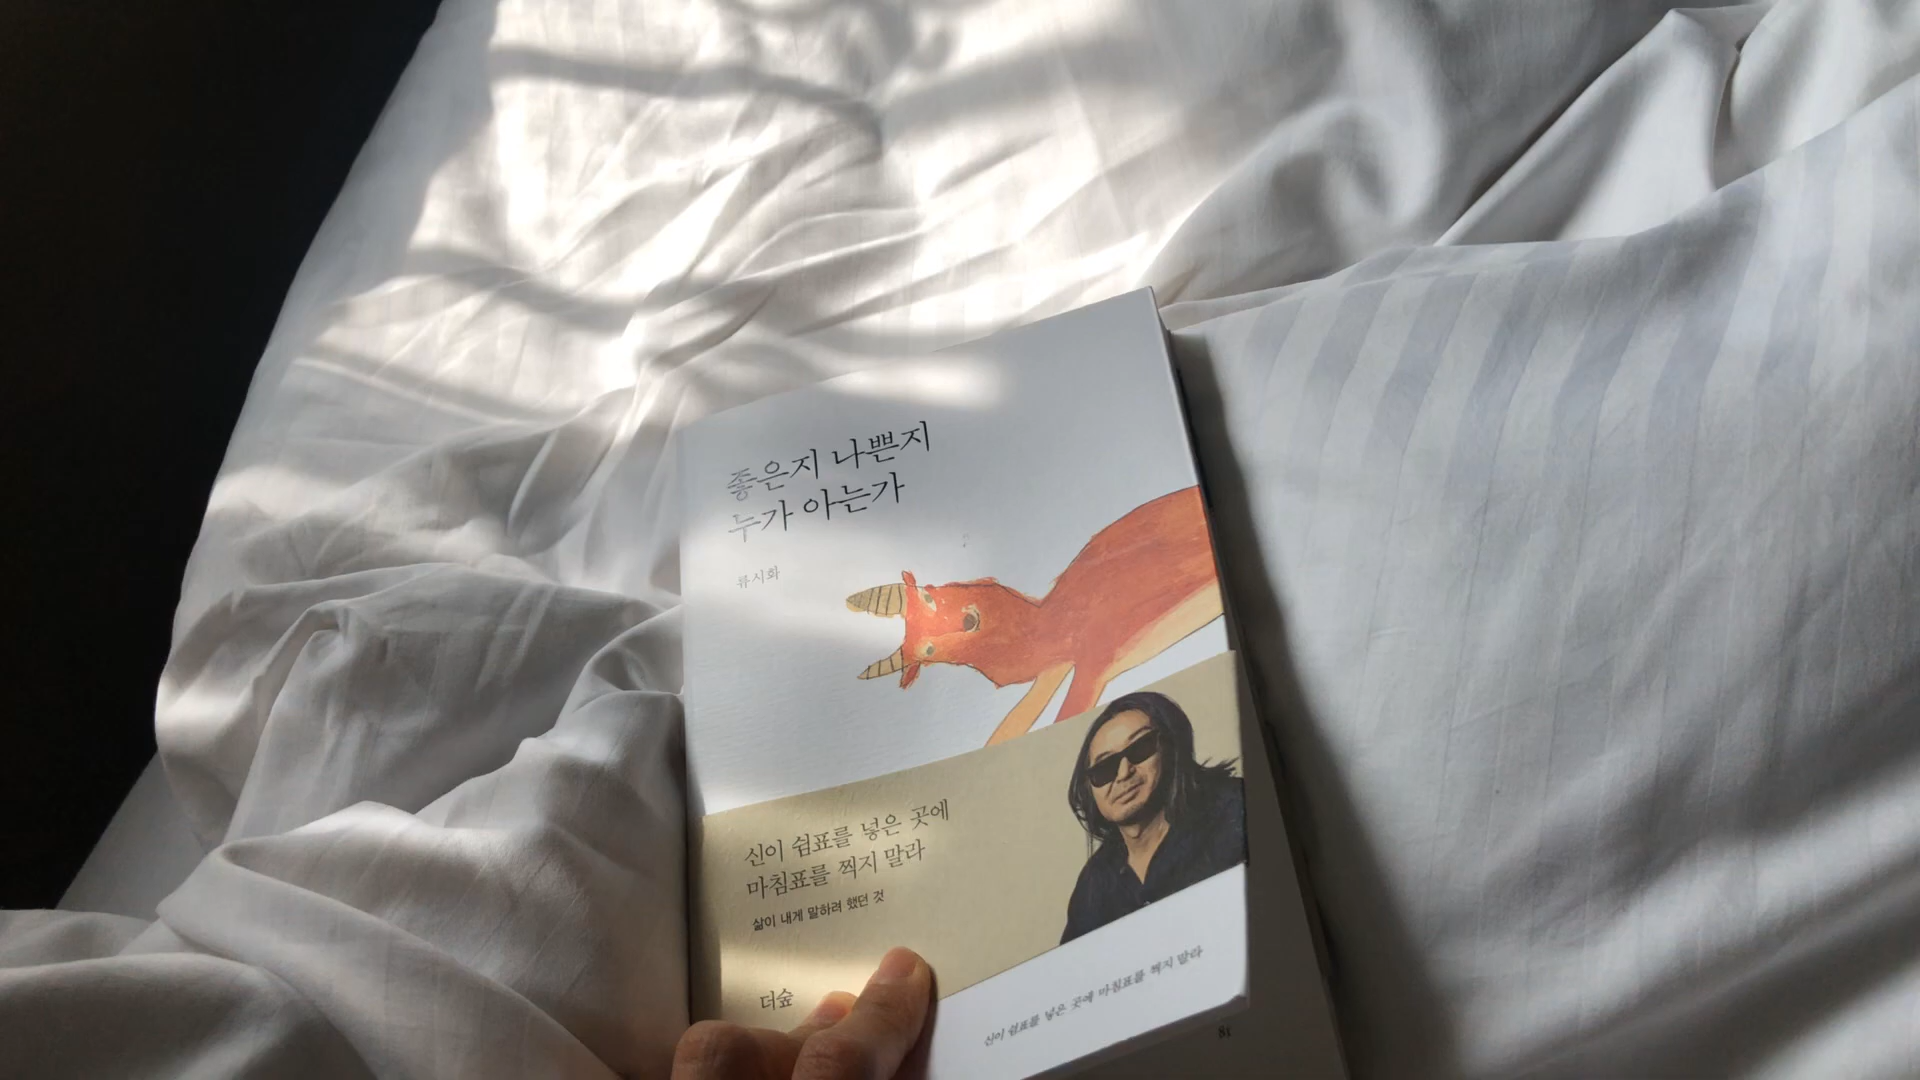 좋은지 나쁜지
누가 아는가
류시화
신이 쉼표를 넣은 곳에
마침표를 찍지 말라
삶이 내게 말하려 했던 것
더숲
신이 쉼표를 넣은 곳에 마침표를 찍지 말라
81